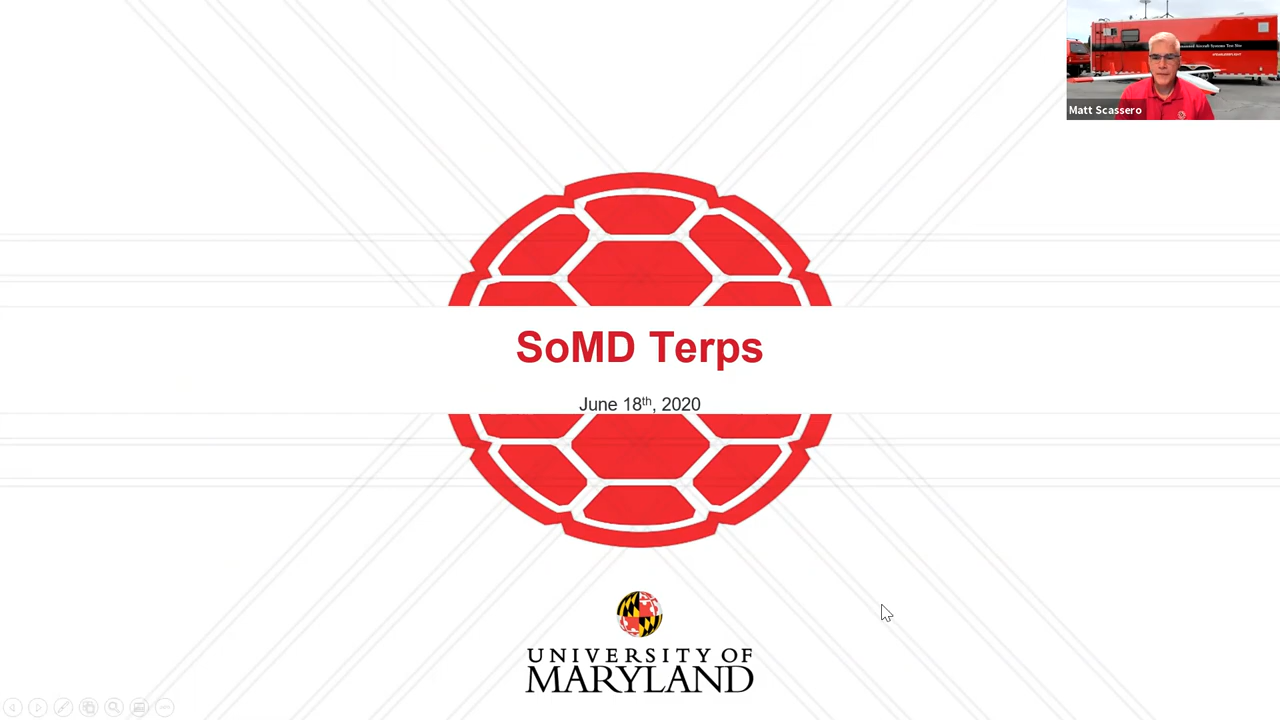 Matt Scassero
SoMD Terps
June 18th, 2020
UNIVERSITY OF
MARYLAND